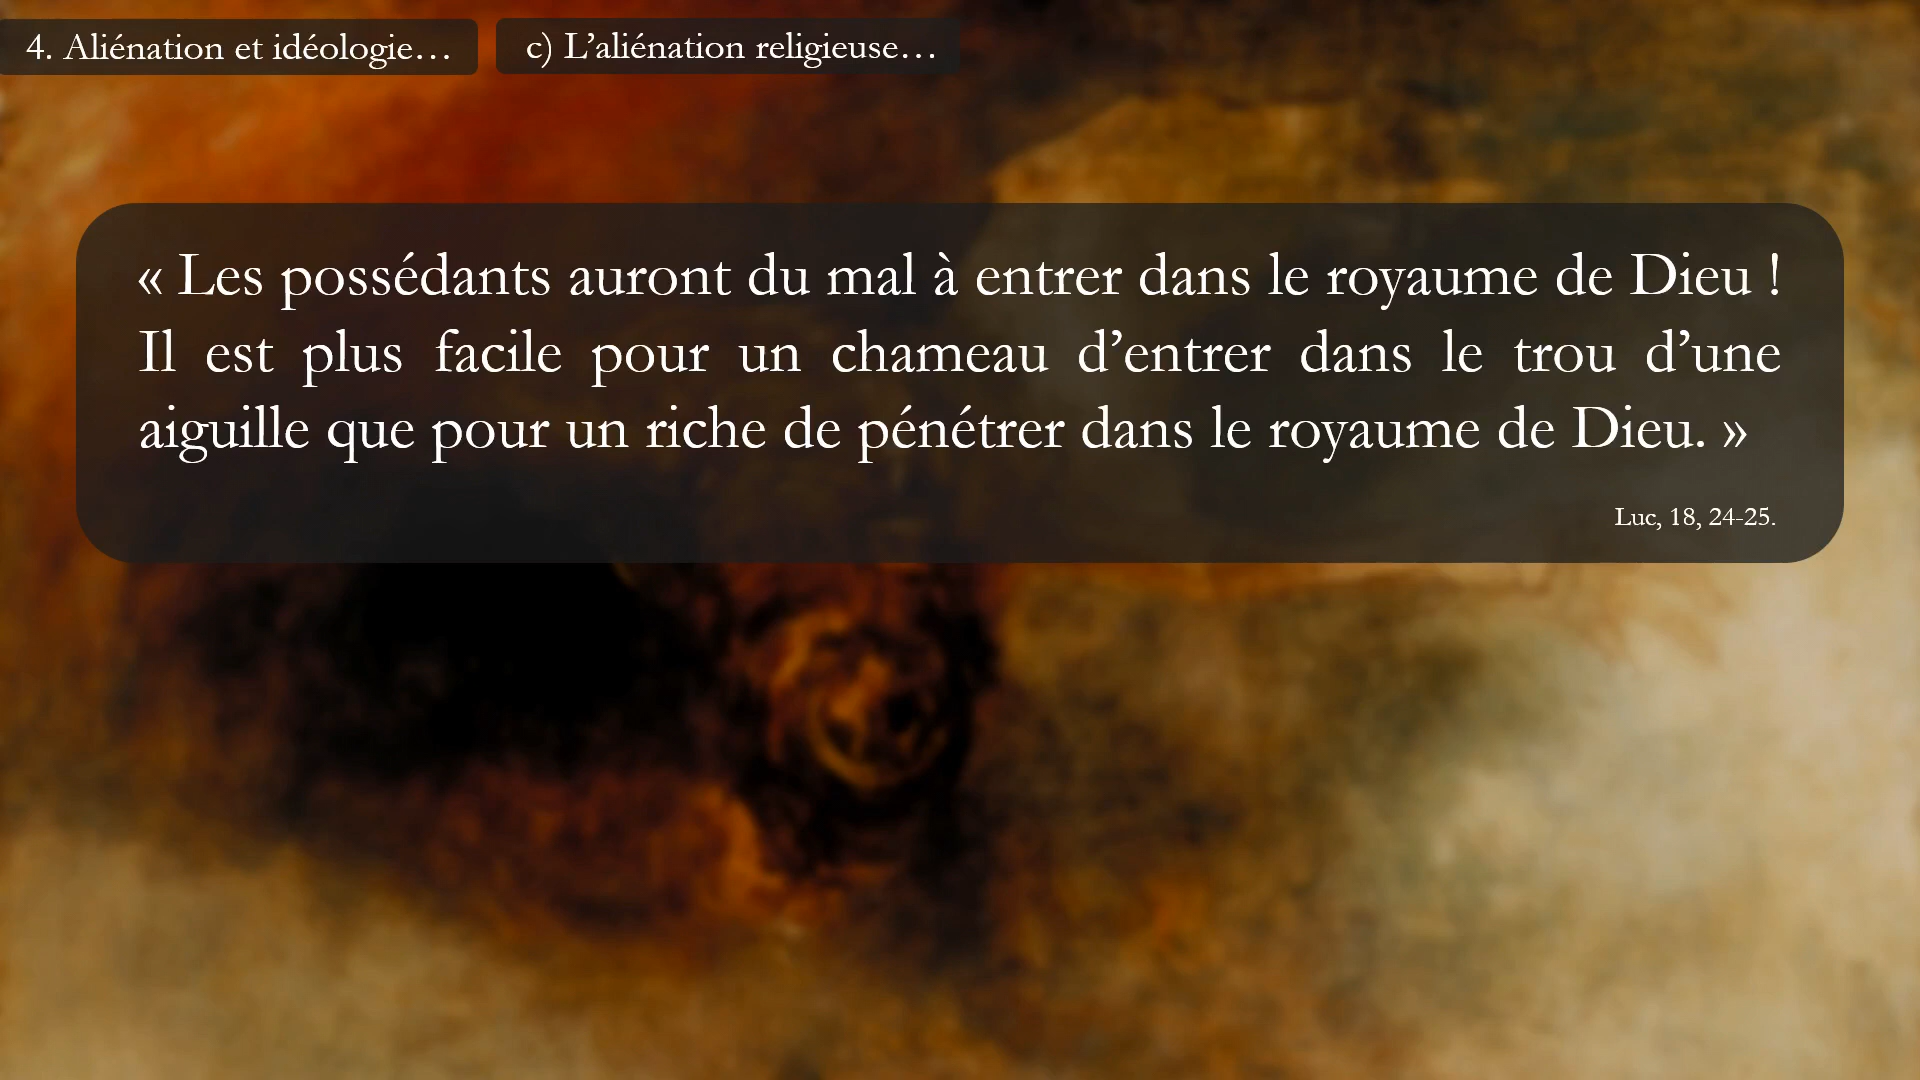 4. Aliénation et idéologie…
c) L’aliénation religieuse…
« Les possédants auront du mal à entrer dans le royaume de Dieu !
Il est plus facile pour un chameau d’entrer dans le trou d’une
aiguille que pour un riche de pénétrer dans le royaume de Dieu. »
Luc, 18, 24-25.